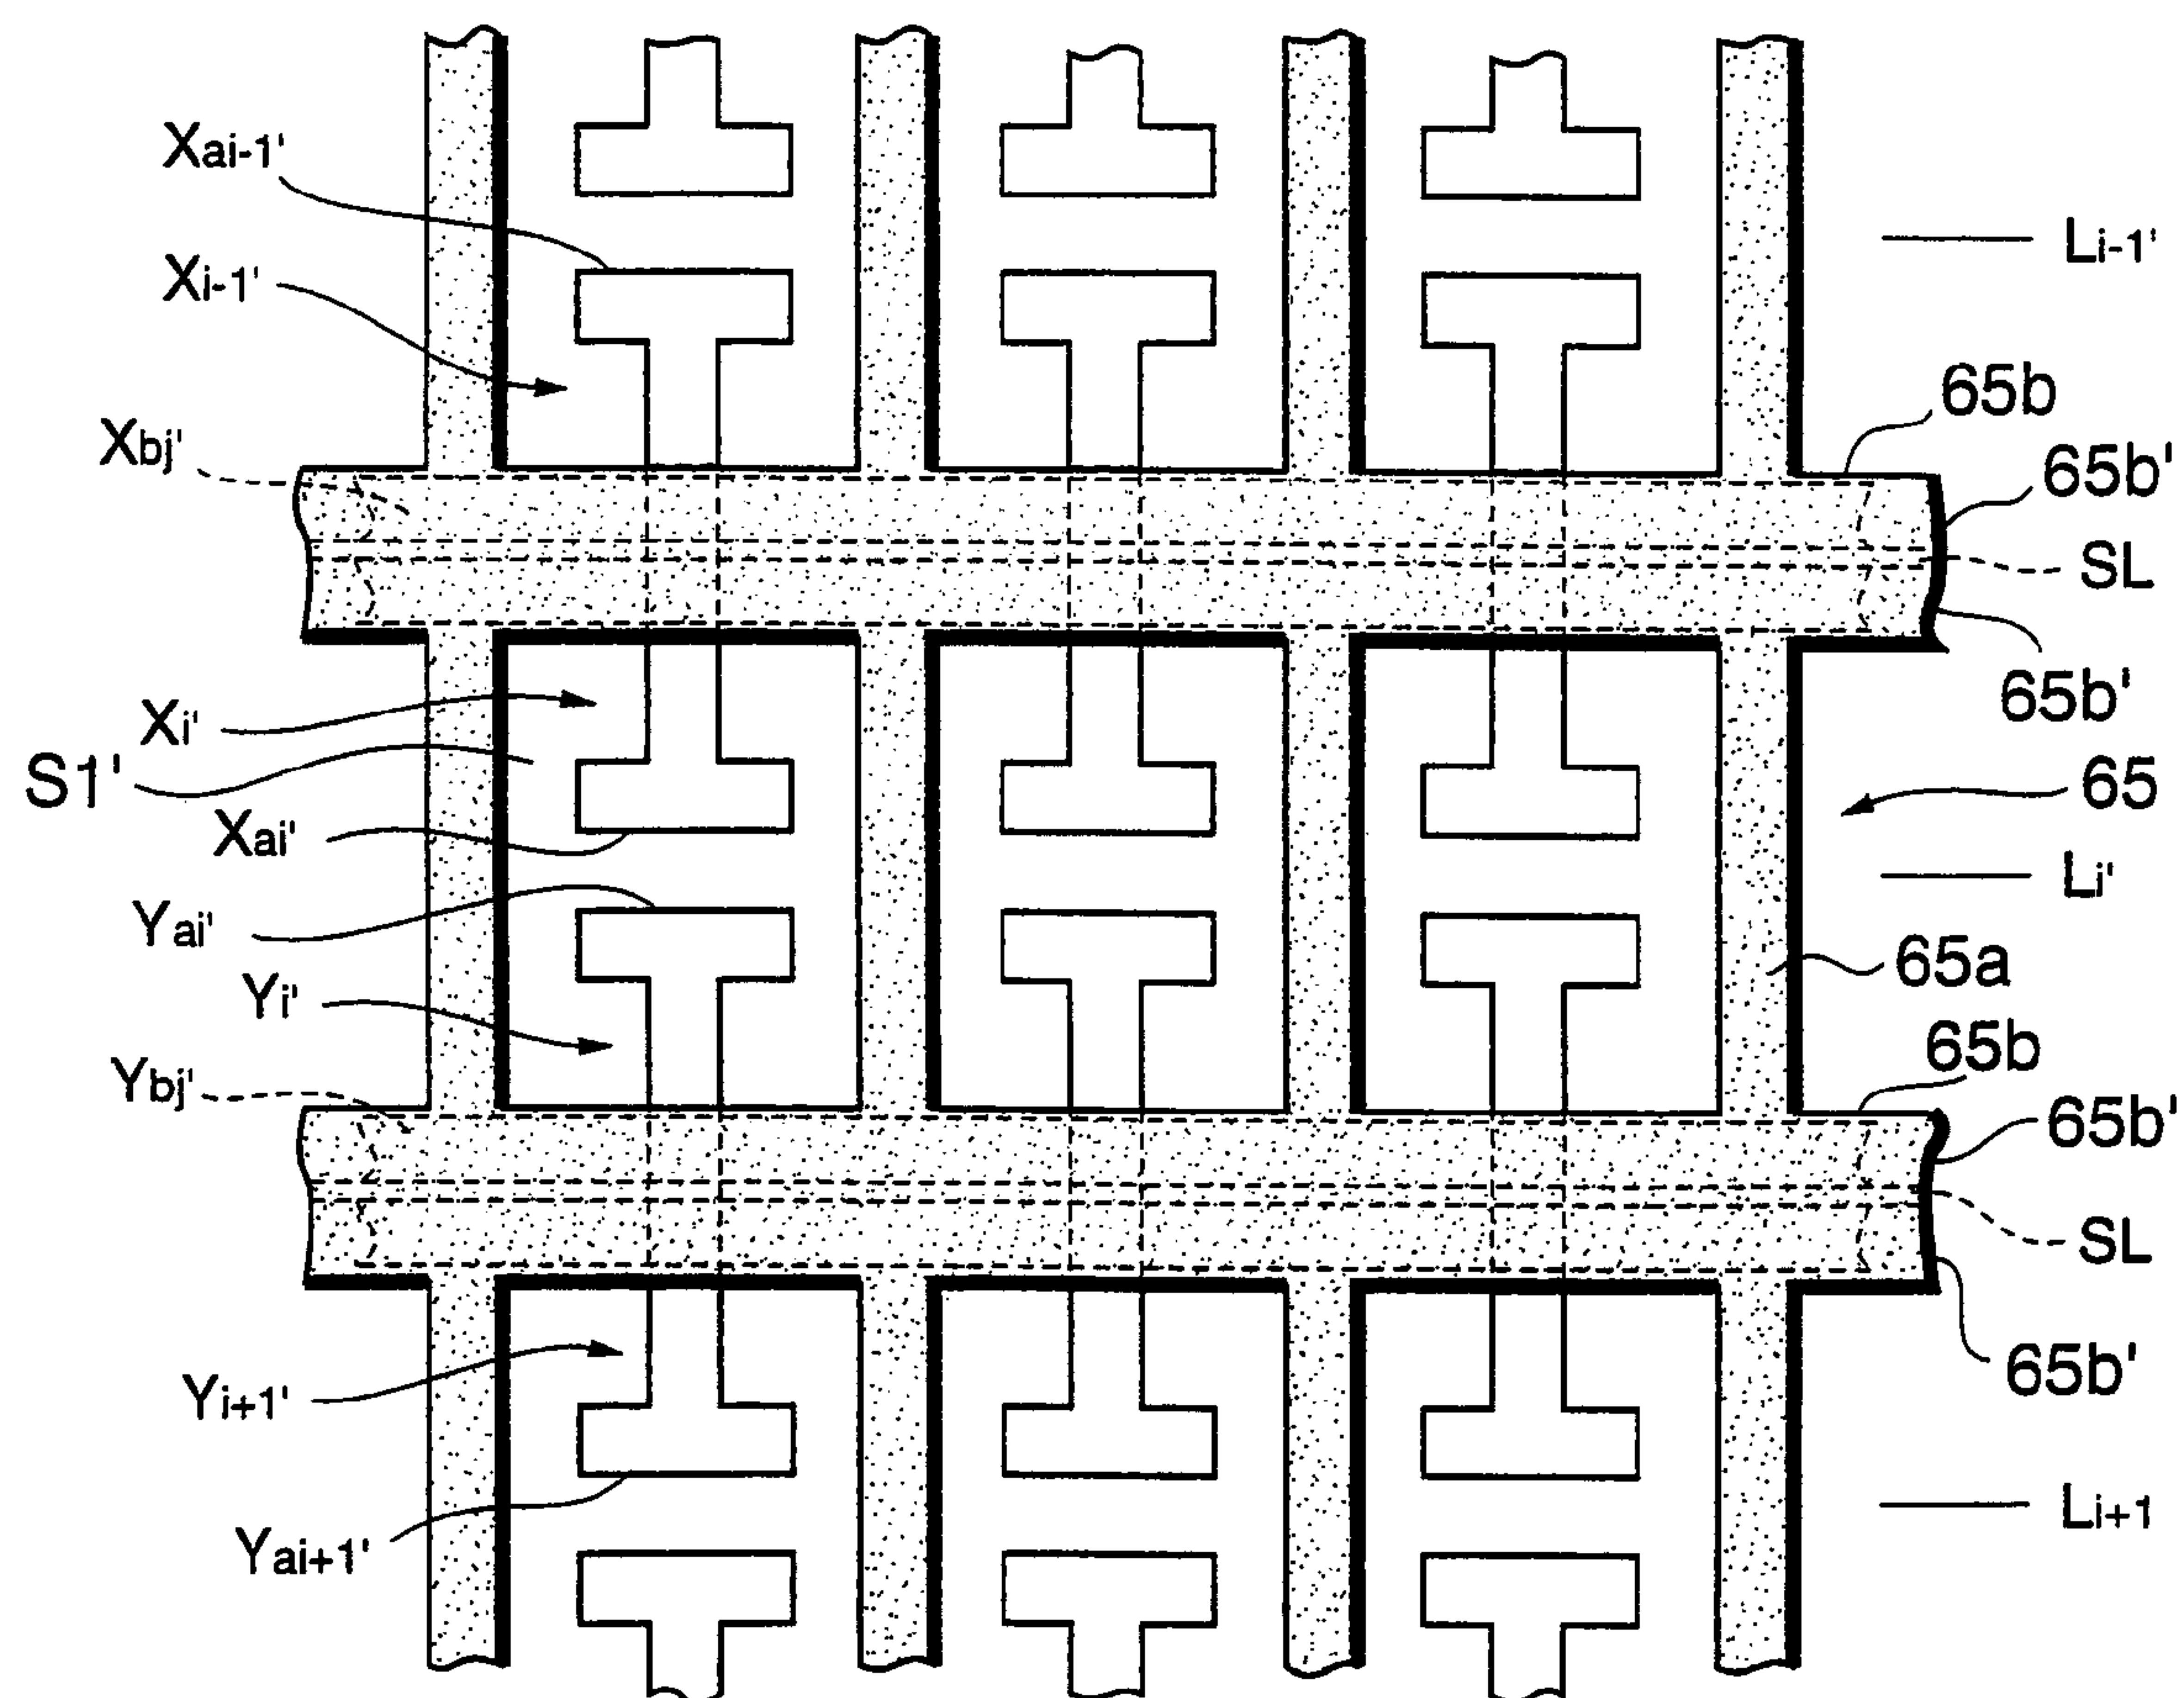 Xai-1'
Li-1'
Xi-1'
65b
Xbj'
65b'
SL
65b'
Xi'
S1'
65
Xai'
Li'
Yai'
65a
Yi'
65b
Ybj'
65b'
SL
65b'
Yi+1'
Li+1
Yai+1'